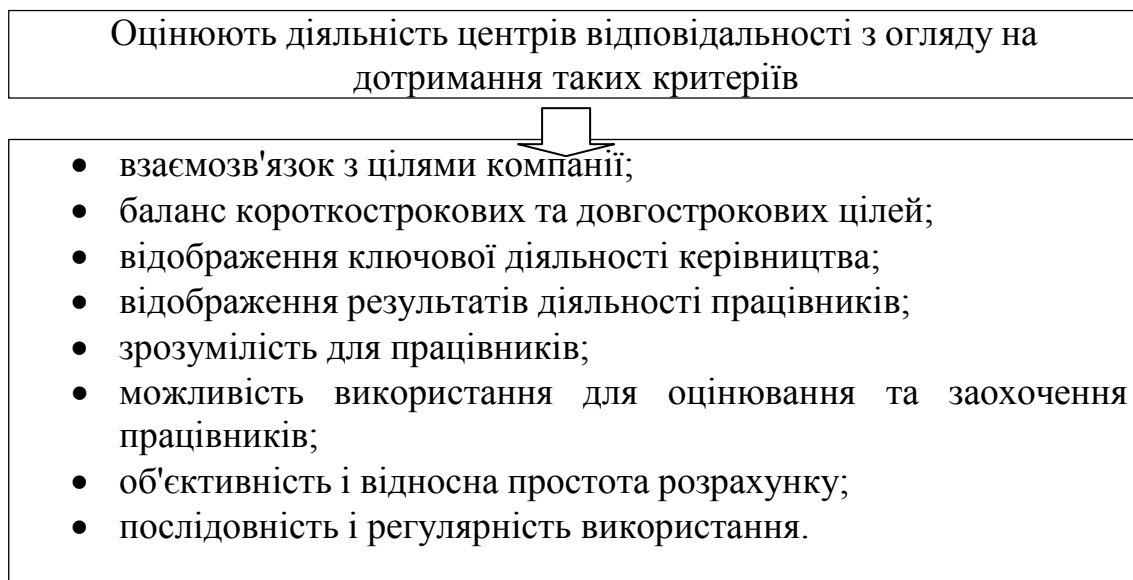 Оцінюють діяльність центрів відповідальності з огляду на
дотримання таких критеріїв
• взаємозв'язок з цілями компанії;
• баланс короткострокових та довгострокових цілей;
• відображення ключової діяльності керівництва;
• відображення результатів діяльності працівників;
• зрозумілість для працівників;
• можливість використання для оцінювання та заохочення
працівників;
• об'єктивність і відносна простота розрахунку;
• послідовність і регулярність використання.